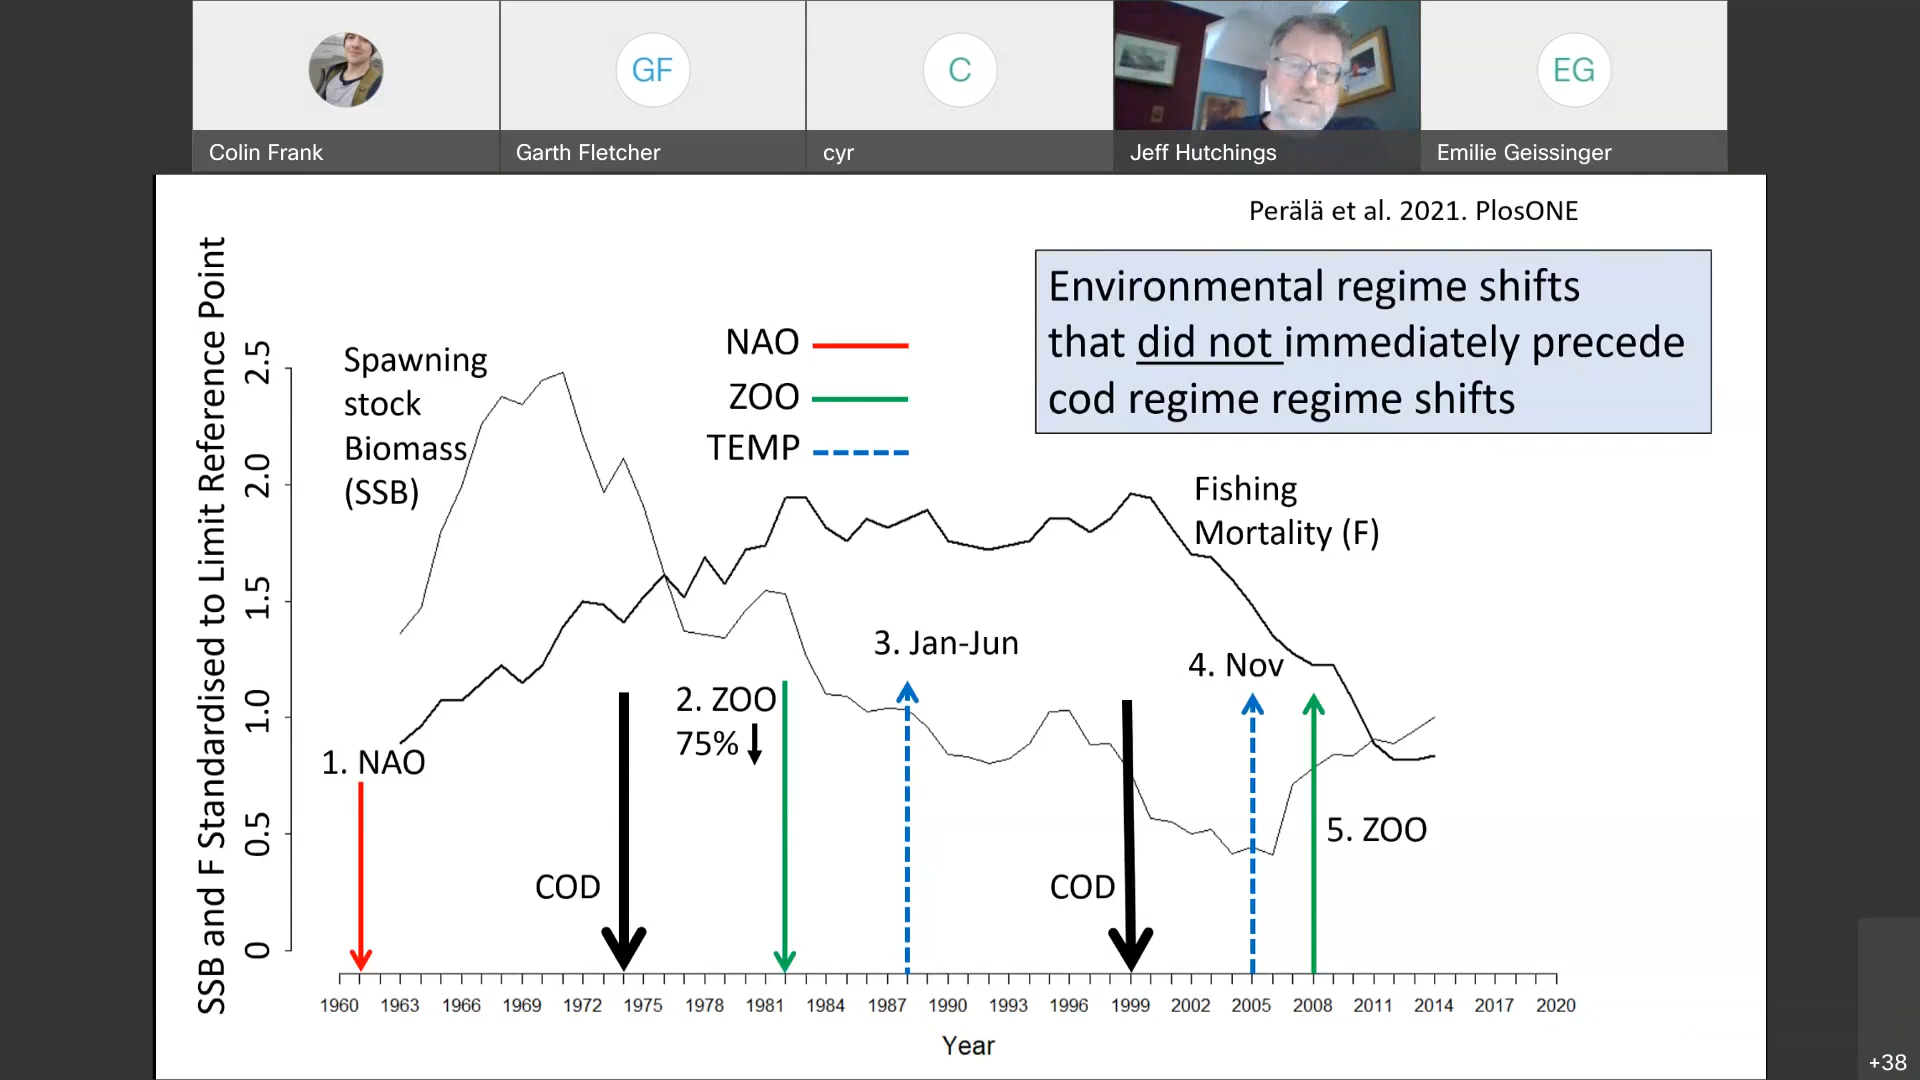 GF
C
EG
Colin Frank
Garth Fletcher
cyr
Jeff Hutchings
Emilie Geissinger
Perälä et al. 2021. PlosONE
Environmental regime shifts
that did not immediately precede
cod regime regime shifts
SSB and F Standardised to Limit Reference Point
2.5
2.0
1.5
1.0
0.5
0
Spawning
stock
Biomass
(SSB)
NAO
ZOO
TEMP
Fishing
Mortality (F)
3. Jan-Jun
4. Nov
2. ZOO
75%
1. NAO
5. ZOO
COD
COD
1960 1963 1966 1969 1972 1975 1978 1981 1984 1987 1990 1993 1996 1999 2002 2005 2008 2011 2014 2017 2020
Year
+38